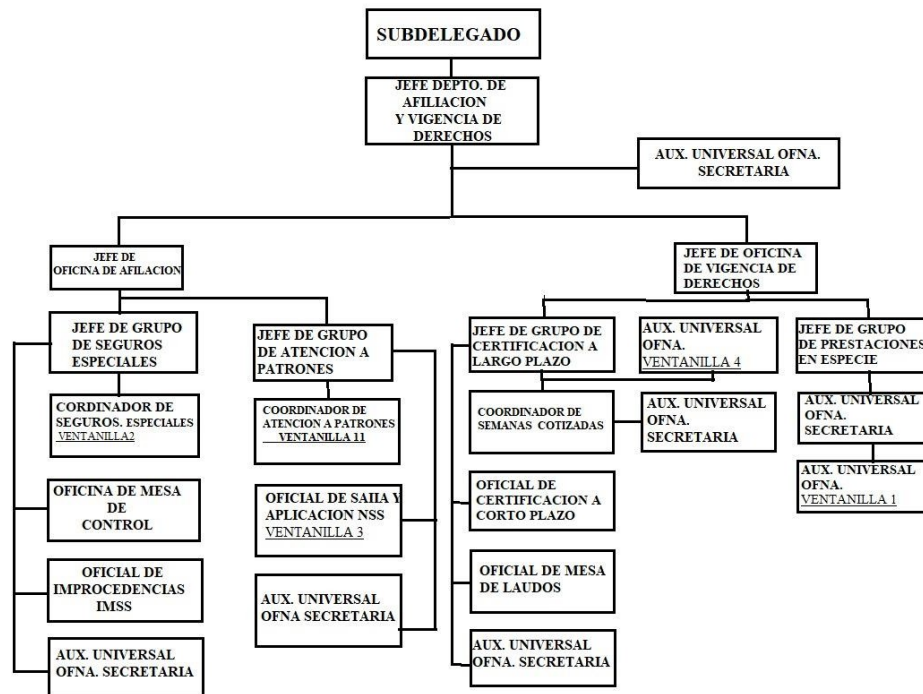 SUBDELEGADO
JEFE DEPTO. DE
AFILIACION
Y VIGENCIA DE
DERECHOS
AUX. UNIVERSAL OFNA.
SECRETARIA
JEFE DE
OFICINA DE AFILACION
JEFE DE OFICINA
DE VIGENCIA DE
DERECHOS
JEFE DE GRUPO
DE SEGUROS
ESPECIALES
JEFE DE GRUPO
DE ATENCION A
PATRONES
JEFE DE GRUPO DE
CERTIFICACION A
LARGO PLAZO
AUX. UNIVERSAL
OFNA.
VENTANILLA 4
JEFE DE GRUPO
DE PRESTACIONES
EN ESPECIE
CORDINADOR DE
SEGUROS. ESPECIALES
VENTANILLA2
COORDINADOR DE
ATENCION A PATRONES
VENTANILLA 11
COORDINADOR DE
SEMANAS COTIZADAS
AUX. UNIVERSAL
OFNA.
SECRETARIA
AUX. UNIVERSAL
OFNA.
SECRETARIA
OFICINA DE MESA
DE
CONTROL
OFICIAL DE SAIIA Y
APLICACION NSS
VENTANILLA 3
OFICIAL DE
CERTIFICACION A
CORTO PLAZO
AUX. UNIVERSAL
OFNA.
VENTANILLA 1
OFICIAL DE
IMPROCEDENCIAS
IMSS
AUX. UNIVERSAL
OFNA SECRETARIA
OFICIAL DE MESA
DE LAUDOS
AUX. UNIVERSAL
OFNA. SECRETARIA
AUX. UNIVERSAL
OFNA. SECRETARIA